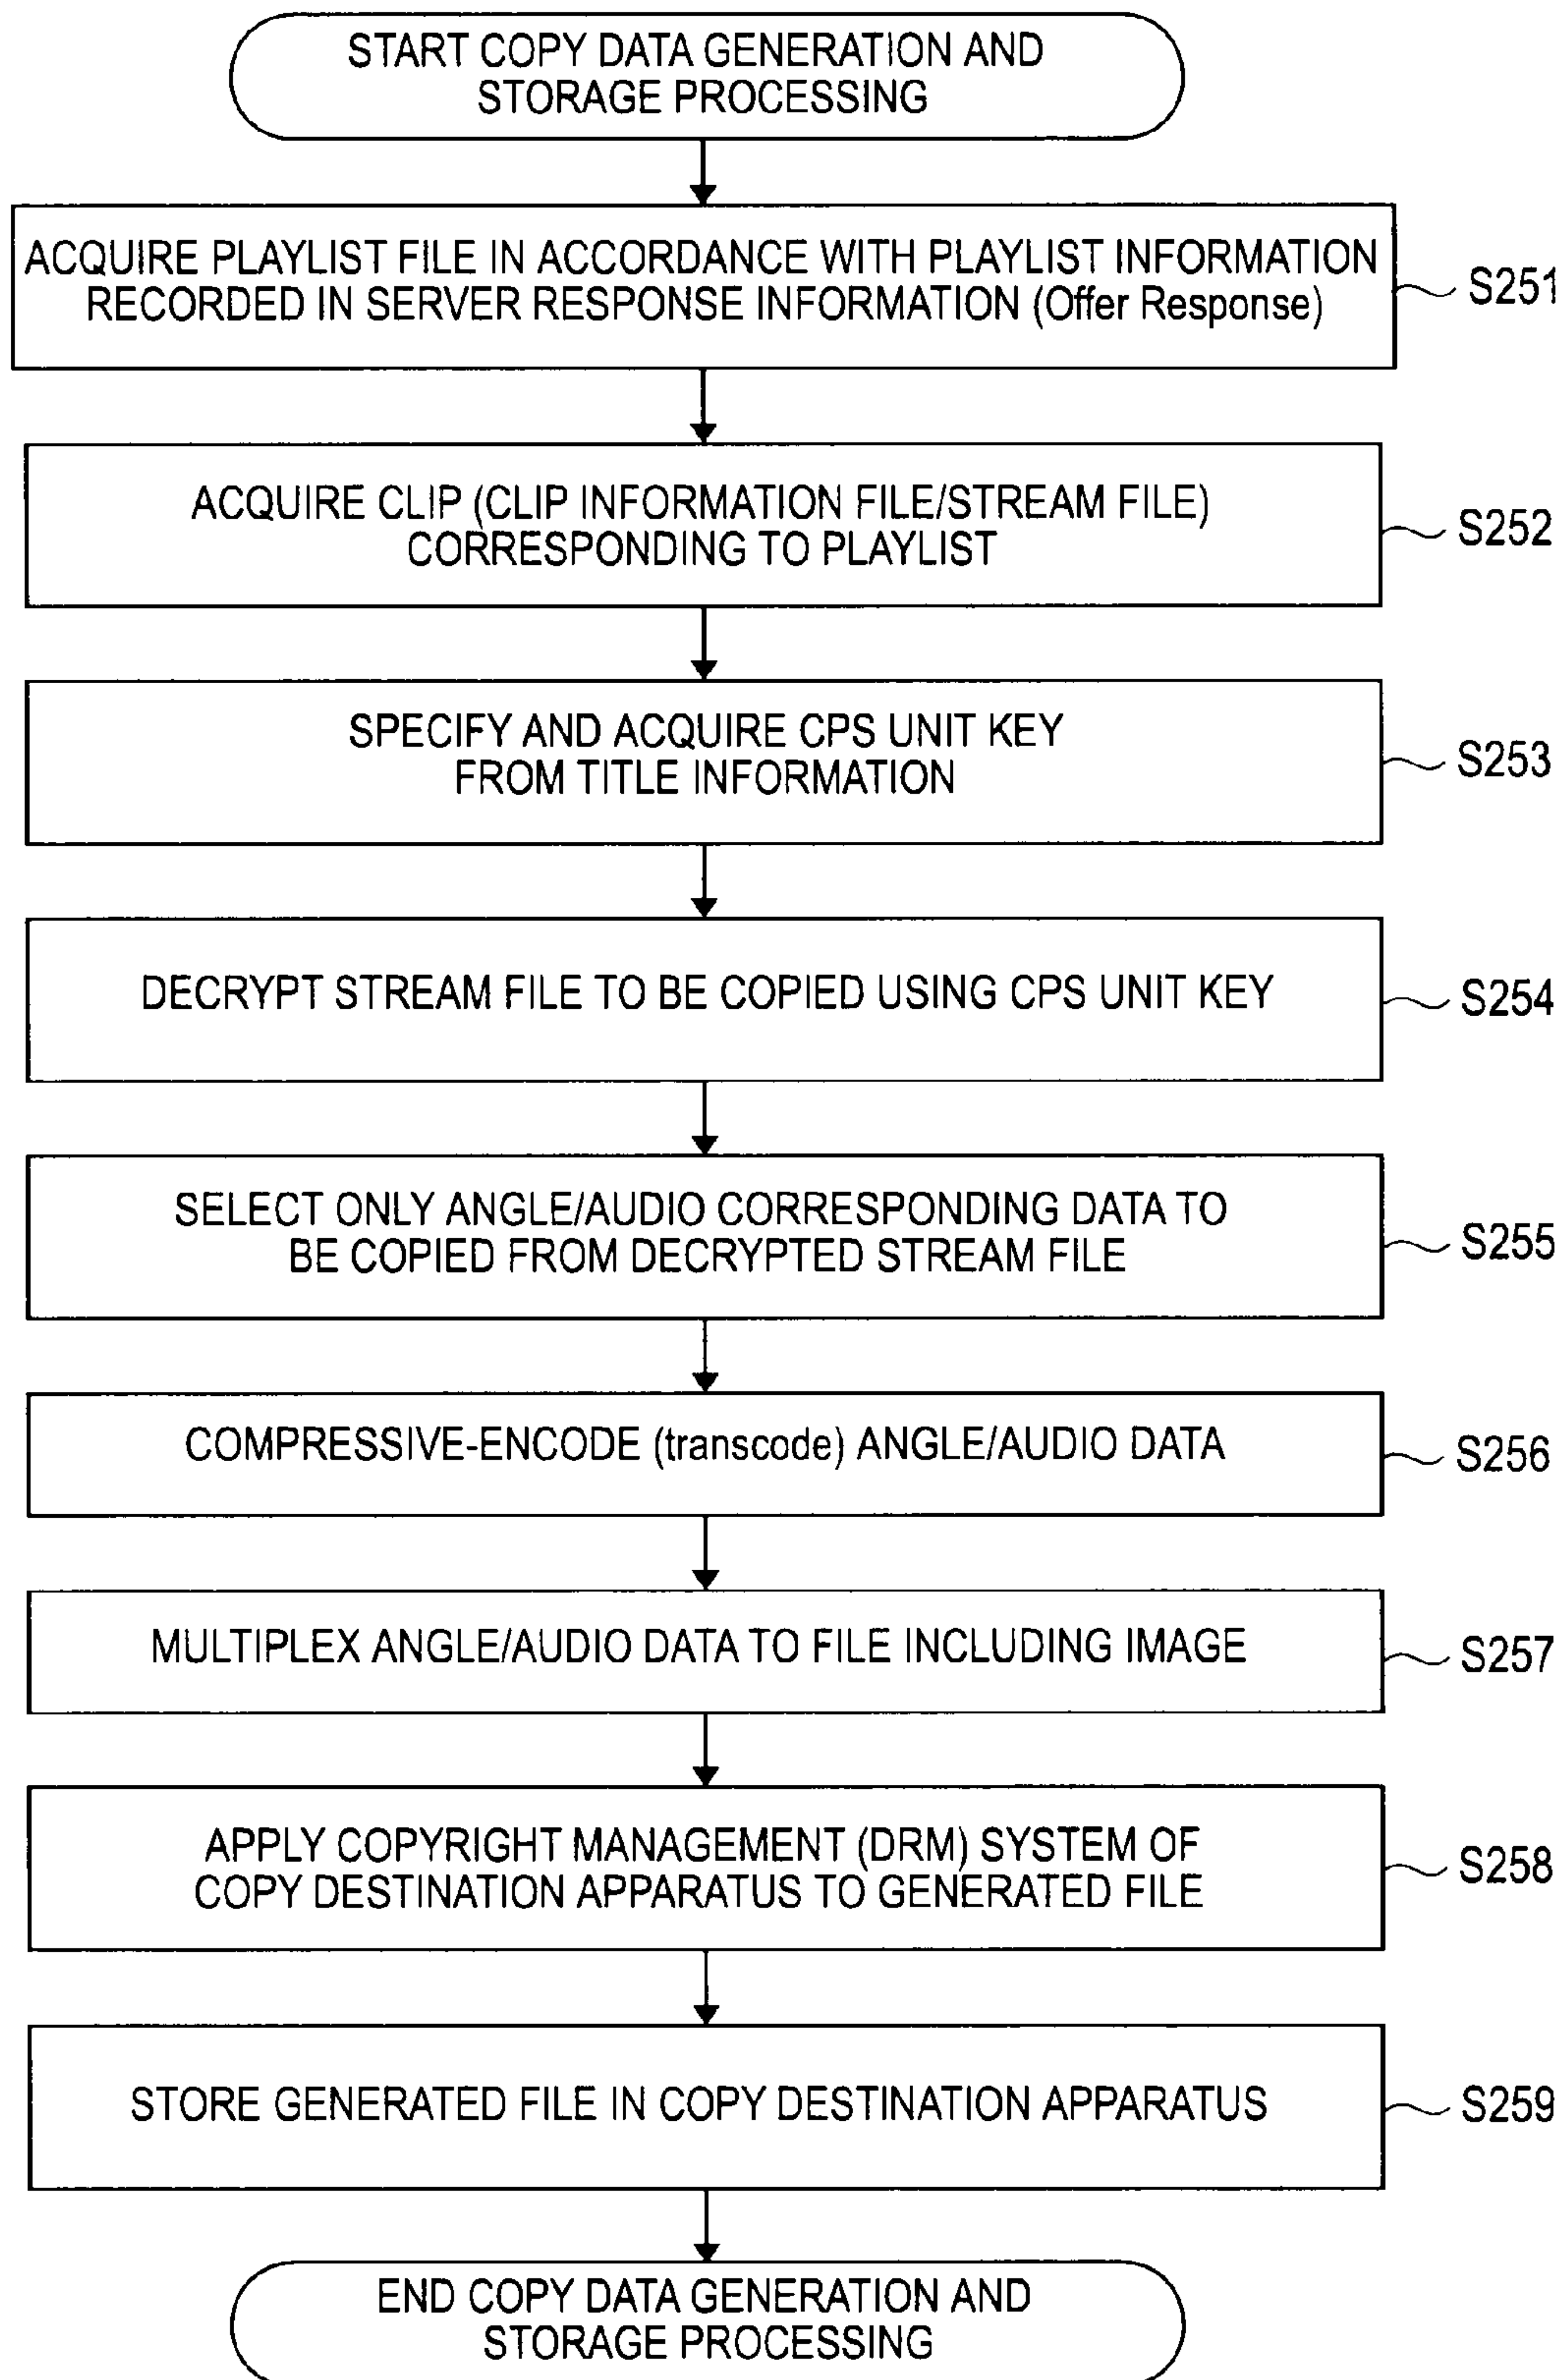 START COPY DATA GENERATION AND
STORAGE PROCESSING
ACQUIRE PLAYLIST FILE IN ACCORDANCE WITH PLAYLIST INFORMATION
RECORDED IN SERVER RESPONSE INFORMATION (Offer Response)
S251
ACQUIRE CLIP (CLIP INFORMATION FILE/STREAM FILE)
CORRESPONDING TO PLAYLIST
S252
SPECIFY AND ACQUIRE CPS UNIT KEY
FROM TITLE INFORMATION
S253
DECRYPT STREAM FILE TO BE COPIED USING CPS UNIT KEY
S254
SELECT ONLY ANGLE/AUDIO CORRESPONDING DATA TO
BE COPIED FROM DECRYPTED STREAM FILE
S255
COMPRESSIVE-ENCODE (transcode) ANGLE/AUDIO DATA
S256
MULTIPLEX ANGLE/AUDIO DATA TO FILE INCLUDING IMAGE
S257
APPLY COPYRIGHT MANAGEMENT (DRM) SYSTEM OF
COPY DESTINATION APPARATUS TO GENERATED FILE
S258
STORE GENERATED FILE IN COPY DESTINATION APPARATUS
S259
END COPY DATA GENERATION AND
STORAGE PROCESSING